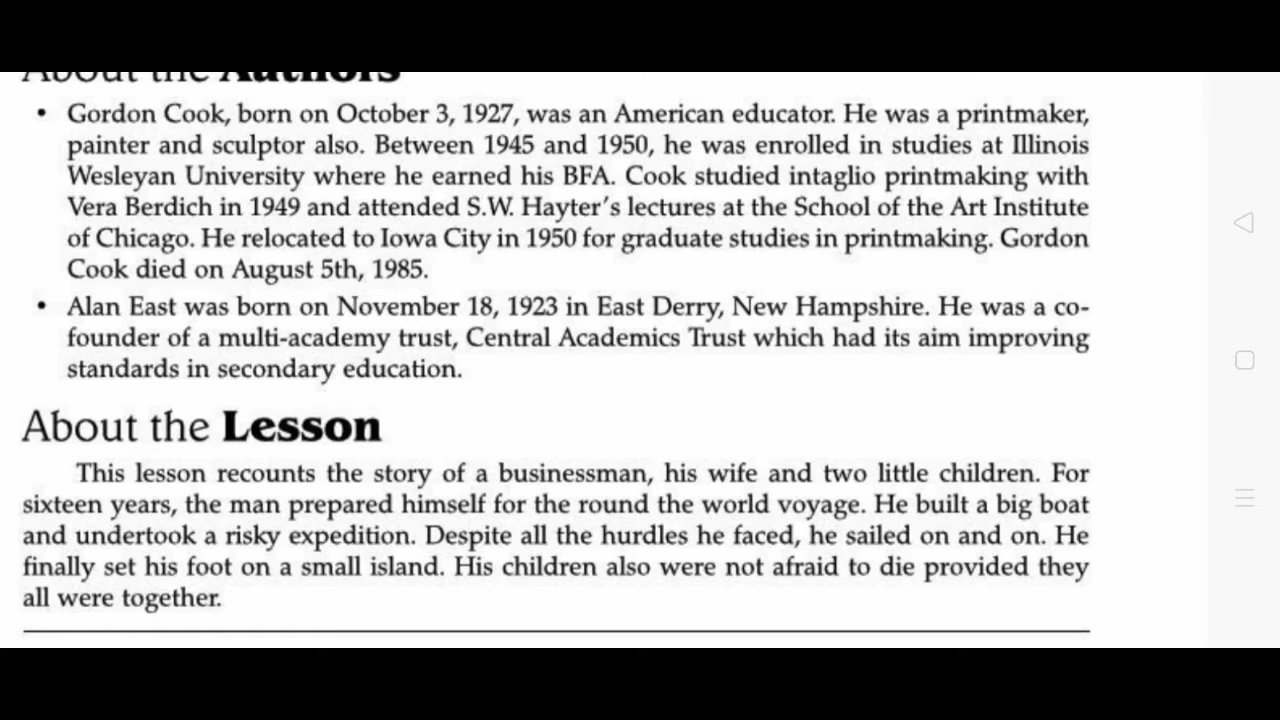 About the Authors
• Gordon Cook, born on October 3, 1927, was an American educator. He was a printmaker,
painter and sculptor also. Between 1945 and 1950, he was enrolled in studies at Illinois
Wesleyan University where he earned his BFA. Cook studied intaglio printmaking with
Vera Berdich in 1949 and attended S.W. Hayter's lectures at the School of the Art Institute
of Chicago. He relocated to Iowa City in 1950 for graduate studies in printmaking. Gordon
Cook died on August 5th, 1985.
• Alan East was born on November 18, 1923 in East Derry, New Hampshire. He was a co-
founder of a multi-academy trust, Central Academics Trust which had its aim improving
standards in secondary education.
About the Lesson
This lesson recounts the story of a businessman, his wife and two little children. For
sixteen years, the man prepared himself for the round the world voyage. He built a big boat
and undertook a risky expedition. Despite all the hurdles he faced, he sailed on and on. He
finally set his foot on a small island. His children also were not afraid to die provided they
all were together.